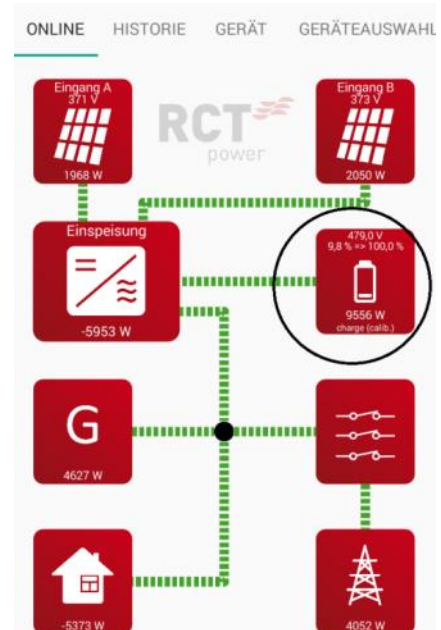 ONLINE HISTORIE GERÄT GERÄTEAUSWAHL
Eingang A
371 V
1968 W
RCT
power
Eingang B
373 V
2050 W
Einspeisung
-5953 W
479,0 V
9,8 % => 100,0 %
9556 W
charge (calib.)
G
4627 W
-5373 W
4052 W